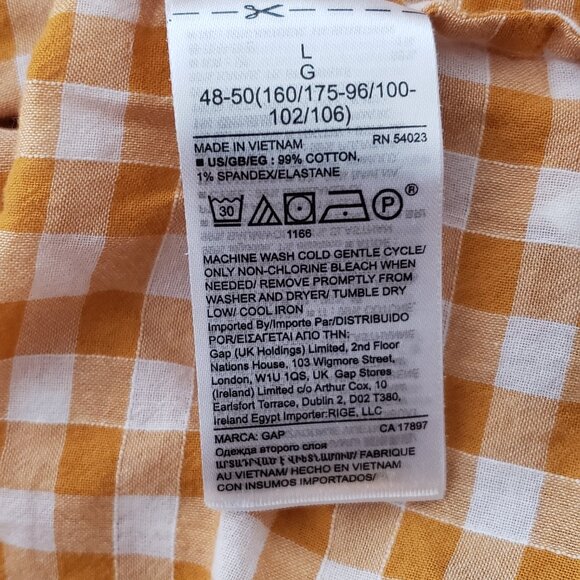 L
G
48-50(160/175-96/100-
102/106)
MADE IN VIETNAM RN 54023
■ US/GB/EG : 99% COTTON,
1% SPANDEX/ELASTANE
30 P ®
1166
MACHINE WASH COLD GENTLE CYCLE/
ONLY NON-CHLORINE BLEACH WHEN
NEEDED/ REMOVE PROMPTLY FROM
WASHER AND DRYER/ TUMBLE DRY
LOW/ COOL IRON
Imported By/Importe Par/DISTRIBUIDO
POR/ΕΙΣΑΓΕΤΑΙ ΑΠΟ ΤΗΝ:
Gap (UK Holdings) Limited, 2nd Floor
Nations House, 103 Wigmore Street,
London, W1U 1QS, UK Gap Stores
(Ireland) Limited c/o Arthur Cox, 10
Earlsfort Terrace, Dublin 2, D02 T380,
Ireland Egypt Importer:RIGE, LLC
MARCA: GAP CA 17897
Одежда второго слоя
ԱՐՏԱԴՐՎԱԾ Է ՎԻԵՏՆԱՄՈՒՄ/ FABRIQUE
AU VIETNAM/ HECHO EN VIETNAM
CON INSUMOS IMPORTADOS/